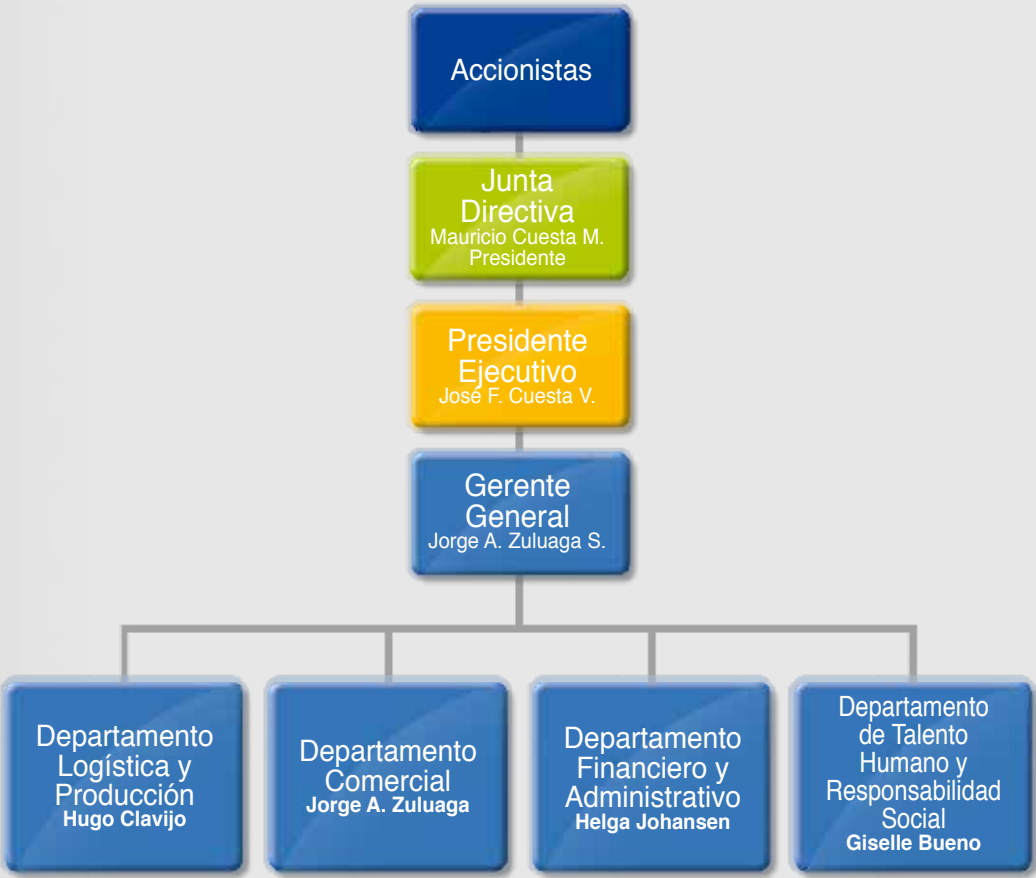 Accionistas
Junta
Directiva
Mauricio Cuesta M.
Presidente
Presidente
Ejecutivo
José F. Cuesta V.
Gerente
General
Jorge A. Zuluaga S.
Departamento
Logística y
Producción
Hugo Clavijo
Departamento
Comercial
Jorge A. Zuluaga
Departamento
Financiero y
Administrativo
Helga Johansen
Departamento
de Talento
Humano y
Responsabilidad
Social
Giselle Bueno